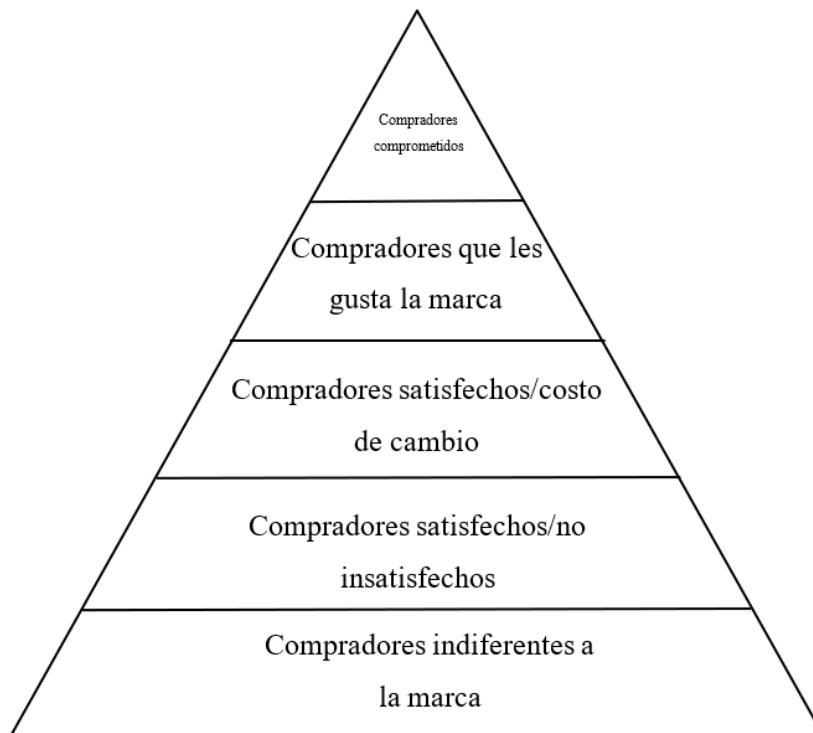 Compradores
comprometidos
Compradores que les
gusta la marca
Compradores satisfechos/costo
de cambio
Compradores satisfechos/no
insatisfechos
Compradores indiferentes a
la marca